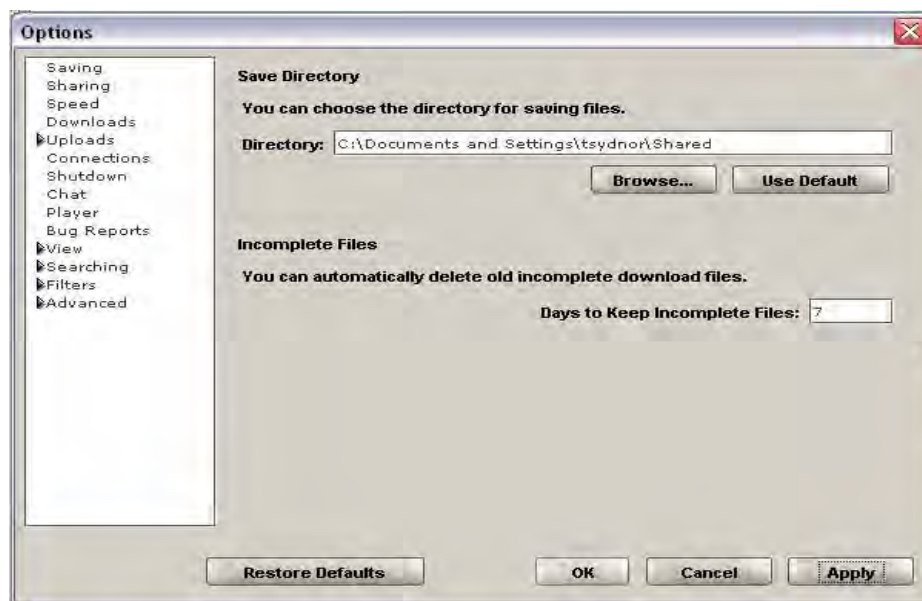 Options
Saving
Sharing
Speed
Downloads
Uploads
Connections
Shutdown
Chat
Player
Bug Reports
View
Searching
Filters
Advanced
Save Directory
You can choose the directory for saving files.
Directory: C:\Documents and Settings\tsydnor\Shared
Browse... Use Default
Incomplete Files
You can automatically delete old incomplete download files.
Days to Keep Incomplete Files: 7
Restore Defaults OK Cancel Apply